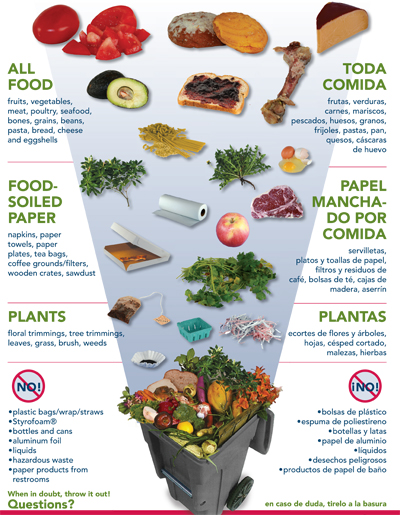 ALL
FOOD
fruits, vegetables,
meat, poultry, seafood,
bones, grains, beans,
pasta, bread, cheese
and eggshells
TODA
COMIDA
frutas, verduras,
carnes, mariscos,
pescados, huesos, granos,
frijoles, pastas, pan,
quesos, cáscaras
de huevo
FOOD-
SOILED
PAPER
napkins, paper
towels, paper
plates, tea bags,
coffee grounds/filters,
wooden crates, sawdust
PAPEL
MANCHA-
DO POR
COMIDA
servilletas,
platos y toallas de papel,
filtros y residuos de
café, bolsas de té, cajas de
madera, aserrín
PLANTS
floral trimmings, tree trimmings,
leaves, grass, brush, weeds
PLANTAS
ecortes de flores y árboles,
hojas, césped cortado,
malezas, hierbas
NO!
•plastic bags/wrap/straws
•Styrofoam®
•bottles and cans
•aluminum foil
•liquids
•hazardous waste
•paper products from
restrooms
¡NO!
•bolsas de plástico
•espuma de poliestireno
•botellas y latas
•papel de aluminio
•líquidos
•desechos peligrosos
•productos de papel de baño
When in doubt, throw it out!
Questions?
en caso de duda, tírelo a la basura